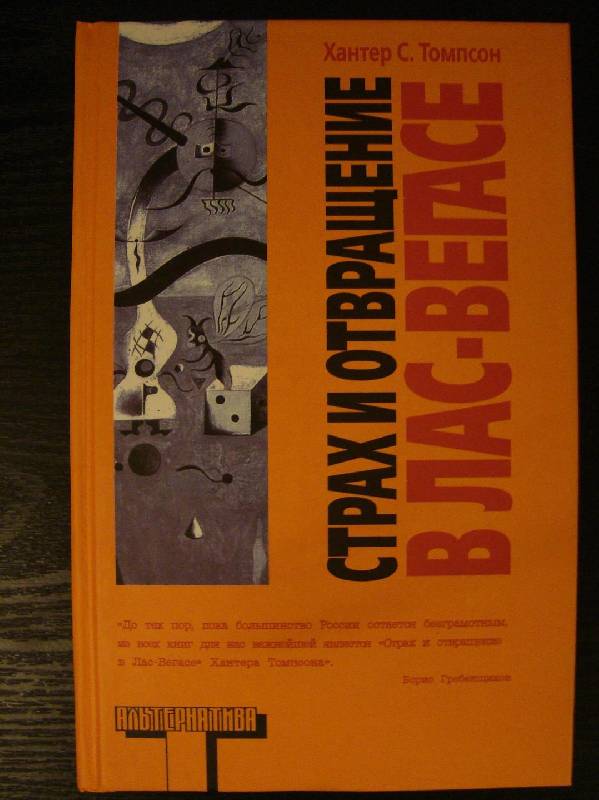 Хантер С. Томпсон
СТРАХ И ОТВРАЩЕНИЕ
В ЛАС-ВЕГАСЕ
«До тех пор, пока большинство России остается безграмотным,
из всех книг для нас важнейшей является «Страх и отвращение
в Лас-Вегасе» Хантера Томпсона».
Борис Гребенщиков
АЛЬТЕРНАТИВА